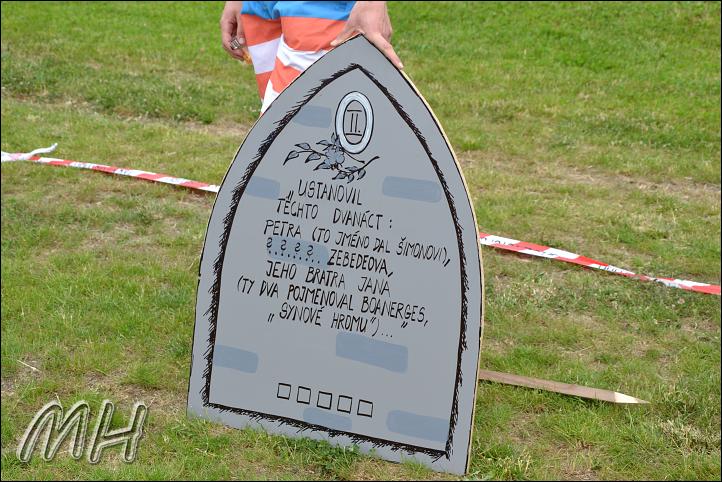 II.
„USTANOVIL
TĚCHTO DVANÁCT:
PETRA (TO JMÉNO DAL ŠIMONOVI),
?.?.?.?. ZEBEDEOVA,
JEHO BRATRA JANA
(TY DVA POJMENOVAL BOANERGES,
„SYNOVÉ HROMU“)...“
MH